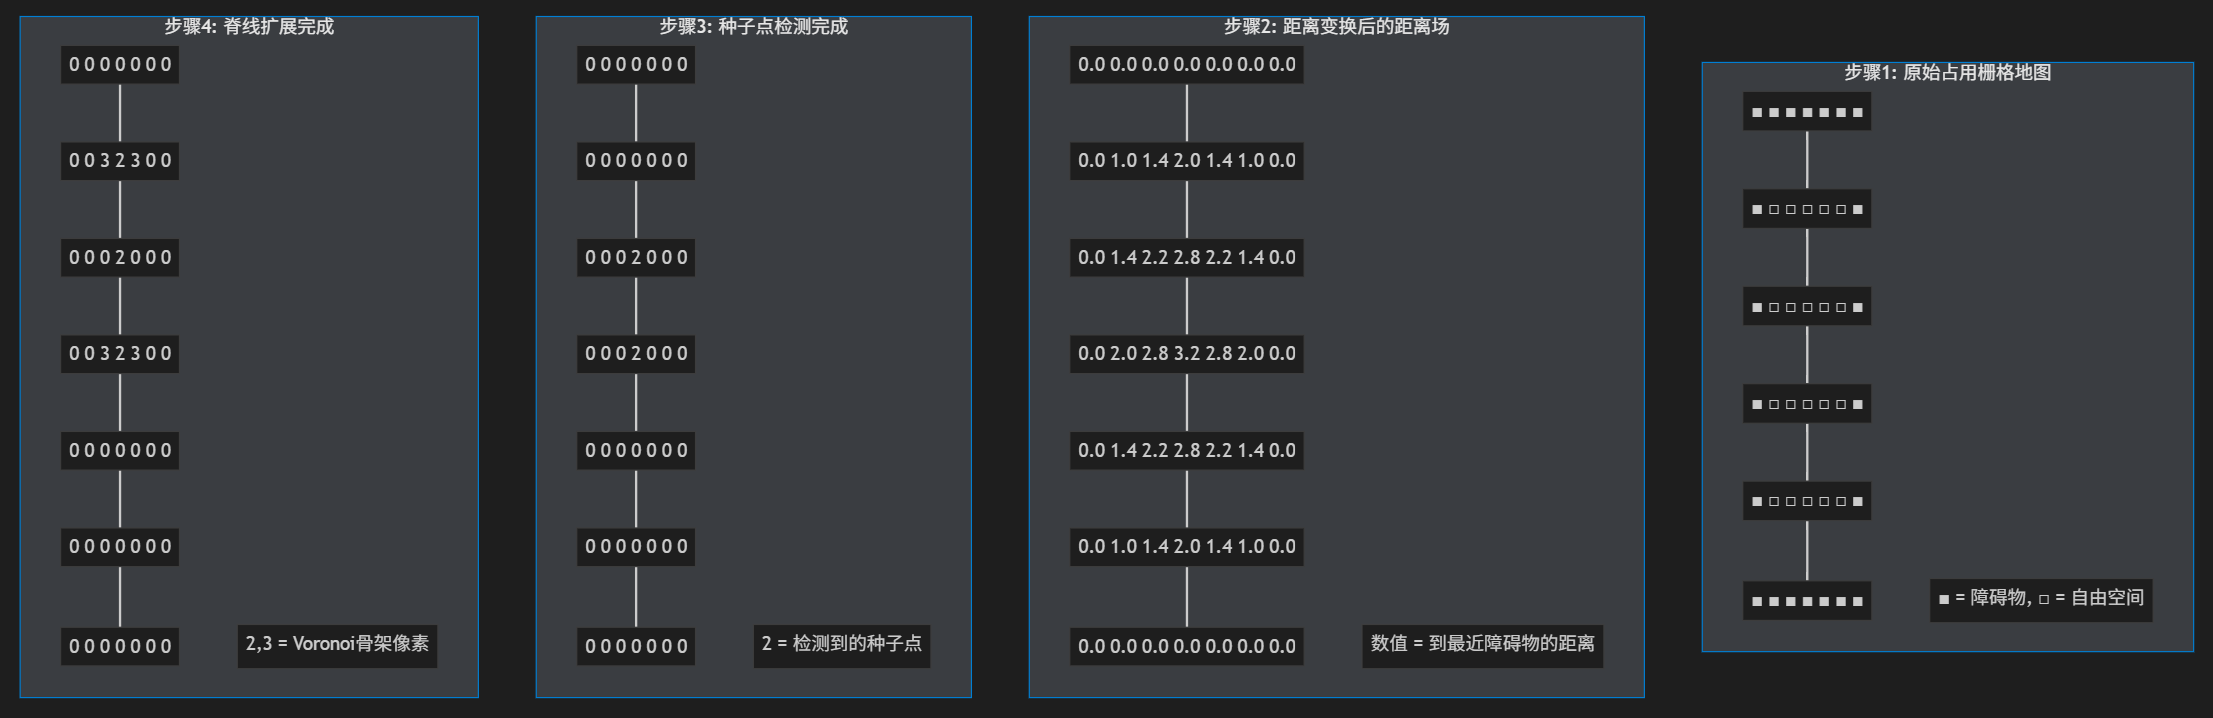 步骤4: 脊线扩展完成
0 0 0 0 0 0 0
0 0 3 2 3 0 0
0 0 0 2 0 0 0
0 0 3 2 3 0 0
0 0 0 0 0 0 0
0 0 0 0 0 0 0
0 0 0 0 0 0 0
2,3 = Voronoi骨架像素
步骤3: 种子点检测完成
0 0 0 0 0 0 0
0 0 0 0 0 0 0
0 0 0 2 0 0 0
0 0 0 2 0 0 0
0 0 0 0 0 0 0
0 0 0 0 0 0 0
0 0 0 0 0 0 0
2 = 检测到的种子点
步骤2: 距离变换后的距离场
0.0 0.0 0.0 0.0 0.0 0.0 0.0
0.0 1.0 1.4 2.0 1.4 1.0 0.0
0.0 1.4 2.2 2.8 2.2 1.4 0.0
0.0 2.0 2.8 3.2 2.8 2.0 0.0
0.0 1.4 2.2 2.8 2.2 1.4 0.0
0.0 1.0 1.4 2.0 1.4 1.0 0.0
0.0 0.0 0.0 0.0 0.0 0.0 0.0
数值 = 到最近障碍物的距离
步骤1: 原始占用栅格地图
■ ■ ■ ■ ■ ■ ■
■ □ □ □ □ □ ■
■ □ □ □ □ □ ■
■ □ □ □ □ □ ■
■ □ □ □ □ □ ■
■ ■ ■ ■ ■ ■ ■
■ = 障碍物, □ = 自由空间